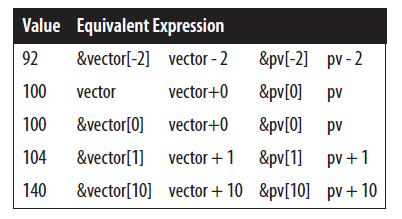 Value Equivalent Expression
92 &vector[-2] vector - 2 &pv[-2] pv - 2
100 vector vector+0 &pv[0] pv
100 &vector[0] vector+0 &pv[0] pv
104 &vector[1] vector + 1 &pv[1] pv + 1
140 &vector[10] vector + 10 &pv[10] pv + 10